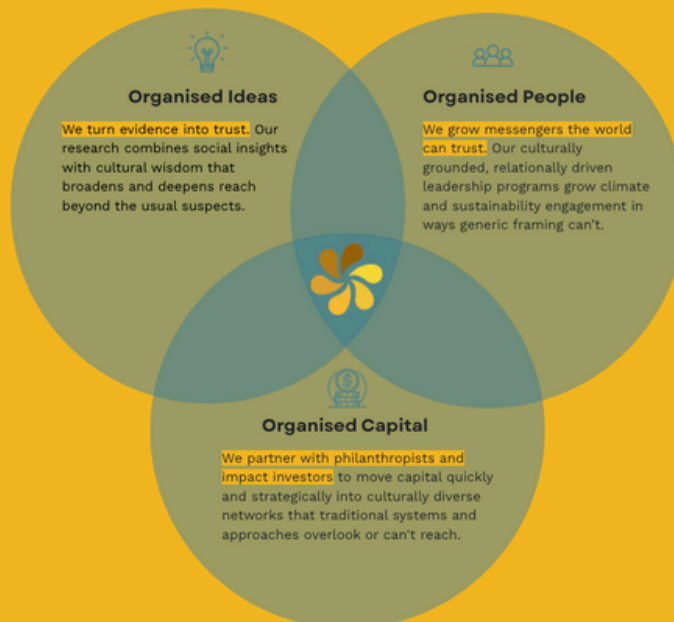 Organised Ideas
We turn evidence into trust. Our
research combines social insights
with cultural wisdom that
broadens and deepens reach
beyond the usual suspects.
Organised People
We grow messengers the world
can trust. Our culturally
grounded, relationally driven
leadership programs grow climate
and sustainability engagement in
ways generic framing can't.
$
Organised Capital
We partner with philanthropists and
impact investors to move capital quickly
and strategically into culturally diverse
networks that traditional systems and
approaches overlook or can't reach.